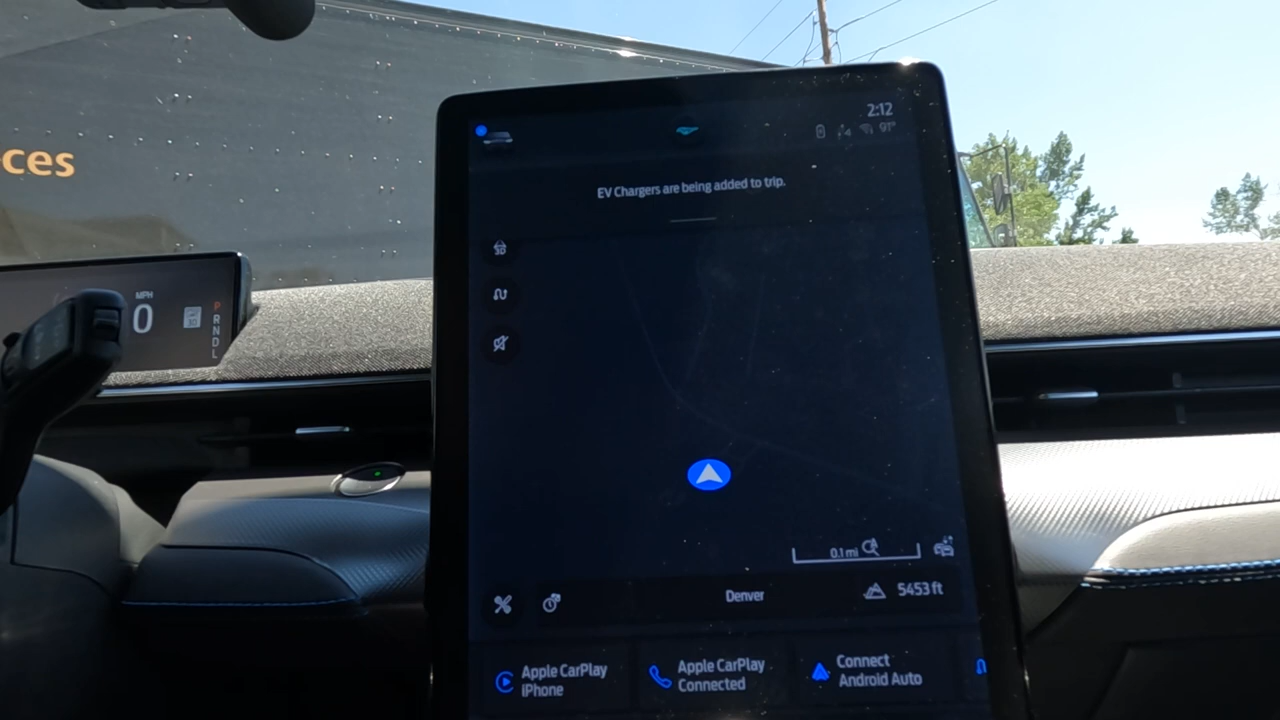 ces
2:12
91°
EV Chargers are being added to trip.
3D
MPH
0
P
R
N
D
L
0.1 mi
Denver
5453 ft
Apple CarPlay
iPhone
Apple CarPlay
Connected
Connect
Android Auto